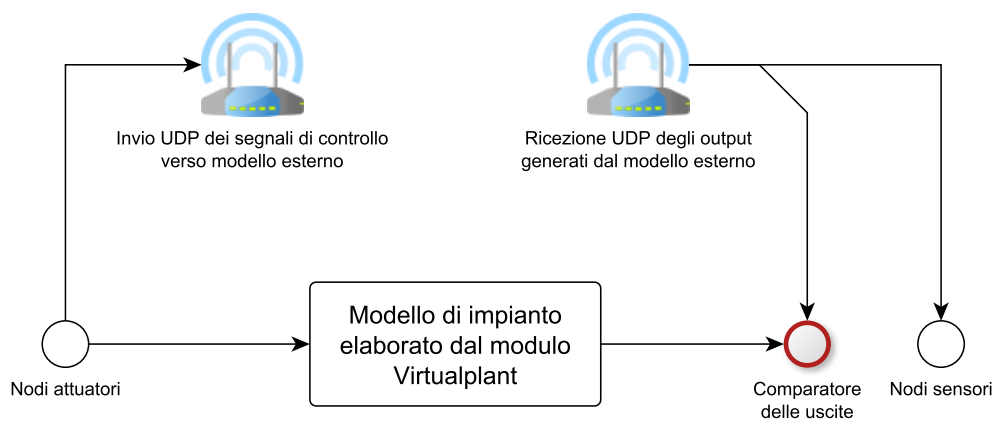 Invio UDP dei segnali di controllo
verso modello esterno
Ricezione UDP degli output
generati dal modello esterno
Modello di impianto
elaborato dal modulo
Virtualplant
Nodi attuatori
Comparatore
delle uscite
Nodi sensori